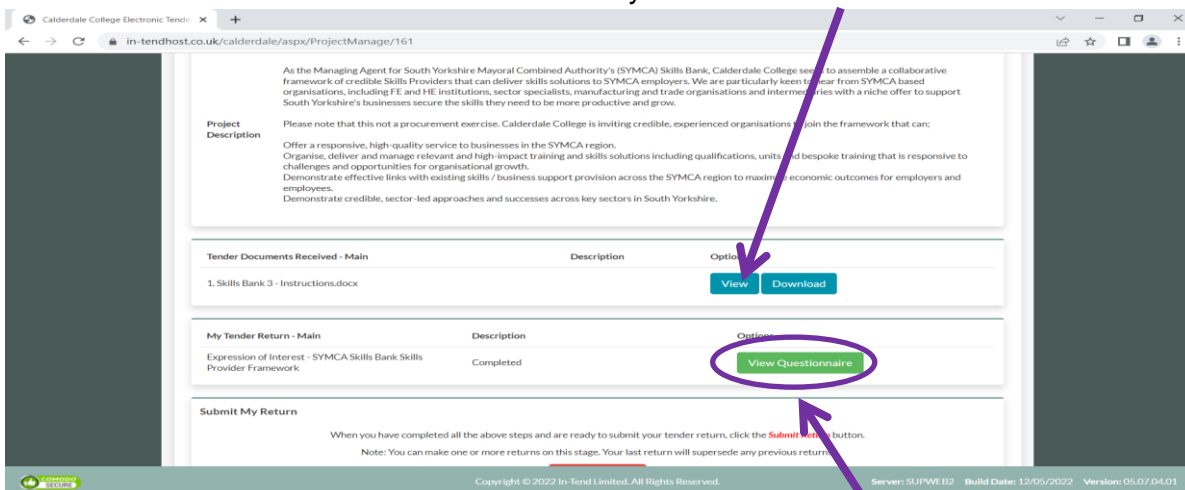 Calderdale College Electronic Tende
in-tendhost.co.uk/calderdale/aspx/ProjectManage/161
As the Managing Agent for South Yorkshire Mayoral Combined Authority's (SYMCA) Skills Bank, Calderdale College seeks to assemble a collaborative
framework of credible Skills Providers that can deliver skills solutions to SYMCA employers. We are particularly keen to hear from SYMCA based
organisations, including FE and HE institutions, sector specialists, manufacturing and trade organisations and intermediaries with a niche offer to support
South Yorkshire's businesses secure the skills they need to be more productive and grow.
Project
Description
Please note that this not a procurement exercise. Calderdale College is inviting credible, experienced organisations to join the framework that can;
Offer a responsive, high-quality service to businesses in the SYMCA region.
Organise, deliver and manage relevant and high-impact training and skills solutions including qualifications, units and bespoke training that is responsive to
challenges and opportunities for organisational growth.
Demonstrate effective links with existing skills / business support provision across the SYMCA region to maximise economic outcomes for employers and
employees.
Demonstrate credible, sector-led approaches and successes across key sectors in South Yorkshire.
Tender Documents Received - Main Description Options
1. Skills Bank 3 - Instructions.docx View Download
My Tender Return - Main Description Options
Expression of Interest - SYMCA Skills Bank Skills
Provider Framework
Completed View Questionnaire
Submit My Return
When you have completed all the above steps and are ready to submit your tender return, click the Submit Return button.
Note: You can make one or more returns on this stage. Your last return will supersede any previous return
COMODO
SECURE
Copyright © 2022 In-Tend Limited. All Rights Reserved. Server: SUPWEB2 Build Date: 12/05/2022 Version: 05.07.04.01